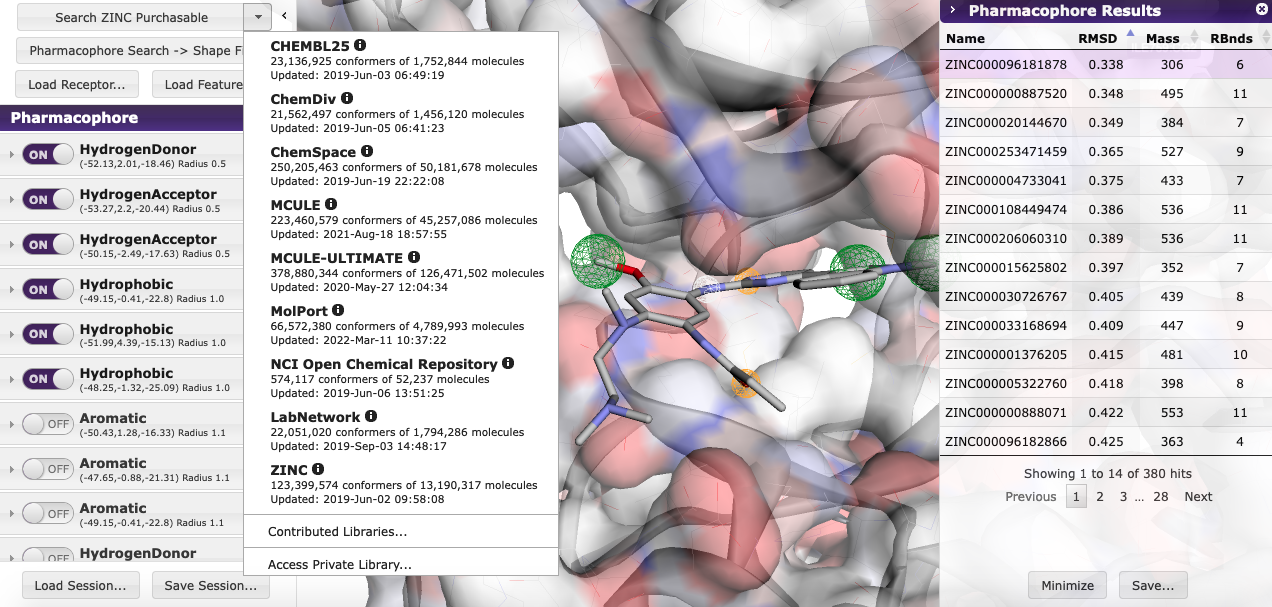 Search ZINC Purchasable
Pharmacophore Search -> Shape F
Load Receptor...
Load Feature
Pharmacophore
ON
HydrogenDonor
(-52.13,2.01,-18.46) Radius 0.5
ON
HydrogenAcceptor
(-53.27,2.2,-20.44) Radius 0.5
ON
HydrogenAcceptor
(-50.15,-2.49,-17.63) Radius 0.5
ON
Hydrophobic
(-49.15,-0.41,-22.8) Radius 1.0
ON
Hydrophobic
(-51.99,4.39,-15.13) Radius 1.0
ON
Hydrophobic
(-48.25,-1.32,-25.09) Radius 1.0
OFF
Aromatic
(-50.43,1.28,-16.33) Radius 1.1
OFF
Aromatic
(-47.65,-0.88,-21.31) Radius 1.1
OFF
Aromatic
(-49.15,-0.41,-22.8) Radius 1.1
OFF
HydrogenDonor
Load Session...
Save Session...
CHEMBL25
23,136,925 conformers of 1,752,844 molecules
Updated: 2019-Jun-03 06:49:19
ChemDiv
21,562,497 conformers of 1,456,120 molecules
Updated: 2019-Jun-05 06:41:23
ChemSpace
250,205,463 conformers of 50,181,678 molecules
Updated: 2019-Jun-19 22:22:08
MCULE
223,460,579 conformers of 45,257,086 molecules
Updated: 2021-Aug-18 18:57:55
MCULE-ULTIMATE
378,880,344 conformers of 126,471,502 molecules
Updated: 2020-May-27 12:04:34
MolPort
66,572,380 conformers of 4,789,993 molecules
Updated: 2022-Mar-11 10:37:22
NCI Open Chemical Repository
574,117 conformers of 52,237 molecules
Updated: 2019-Jun-06 13:51:25
LabNetwork
22,051,020 conformers of 1,794,286 molecules
Updated: 2019-Sep-03 14:48:17
ZINC
123,399,574 conformers of 13,190,317 molecules
Updated: 2019-Jun-02 09:58:08
Contributed Libraries...
Access Private Library...
Pharmacophore Results
Name RMSD Mass RBnds
ZINC000096181878 0.338 306 6
ZINC000000887520 0.348 495 11
ZINC000020144670 0.349 384 7
ZINC000253471459 0.365 527 9
ZINC000004733041 0.375 433 7
ZINC000108449474 0.386 536 11
ZINC000206060310 0.389 536 11
ZINC000015625802 0.397 352 7
ZINC000030726767 0.405 439 8
ZINC000033168694 0.409 447 9
ZINC000001376205 0.415 481 10
ZINC000005322760 0.418 398 8
ZINC000000888071 0.422 553 11
ZINC000096182866 0.425 363 4
Showing 1 to 14 of 380 hits
Previous 1 2 3 ... 28 Next
Minimize
Save...